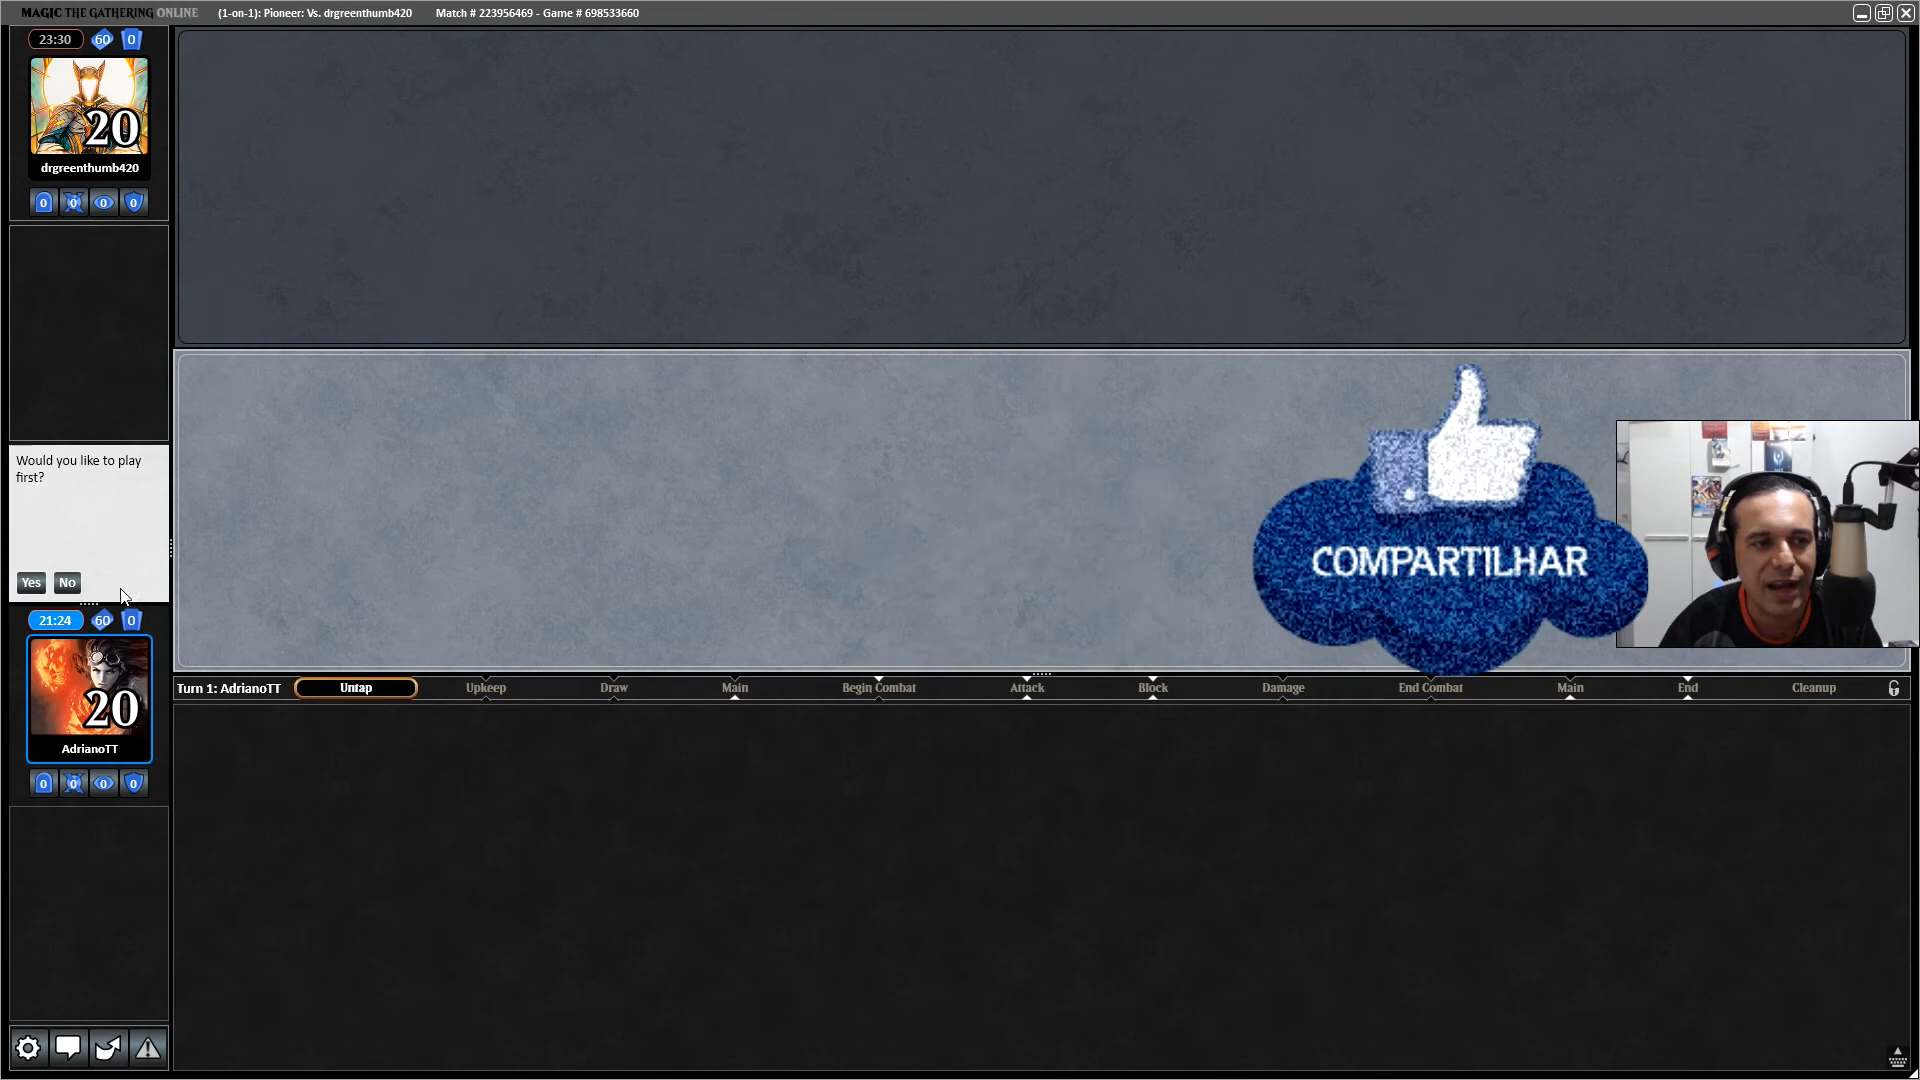 MAGIC THE GATHERING ONLINE (1-on-1): Pioneer: Vs. drgreenthumb420 Match # 223956469 - Game # 698533660
23:30 60 0
20
drgreenthumb420
0 0 0 0
Would you like to play
first?
Yes No
COMPARTILHAR
21:24 60 0
20
AdrianoTT
0 0 0 0
Turn 1: AdrianoTT Untap Upkeep Draw Main Begin Combat Attack Block Damage End Combat Main End Cleanup